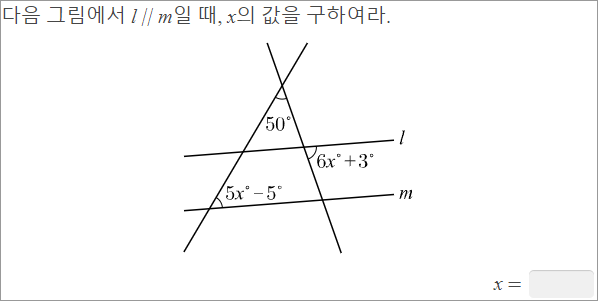 다음 그림에서 l // m일 때, x의 값을 구하여라.
50°
l
6x°+3°
5x°−5°
m
x =